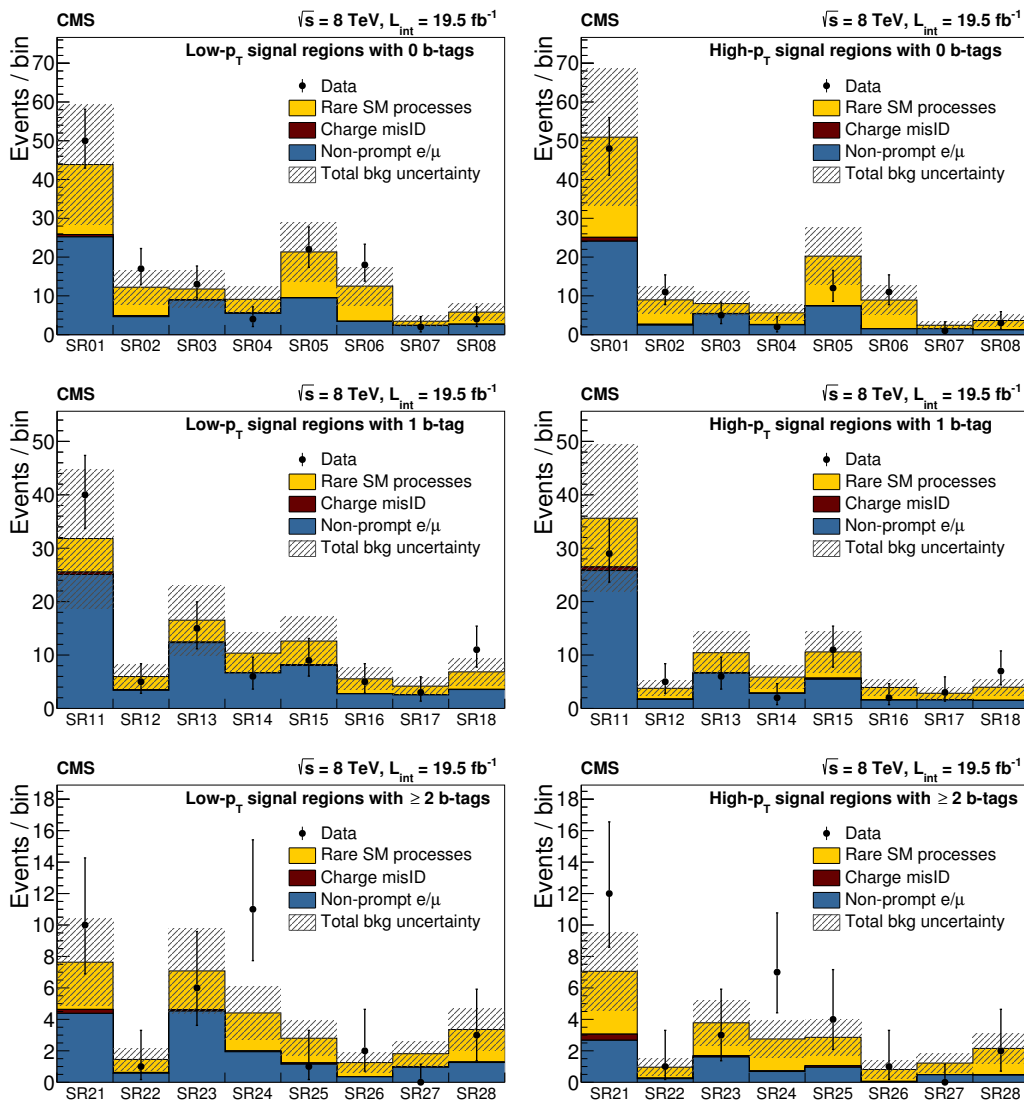 CMS √s = 8 TeV, L_int = 19.5 fb⁻¹
Low-p_T signal regions with 0 b-tags
Events / bin
70
60
50
40
30
20
10
0
Data
Rare SM processes
Charge misID
Non-prompt e/μ
Total bkg uncertainty
SR01 SR02 SR03 SR04 SR05 SR06 SR07 SR08
CMS √s = 8 TeV, L_int = 19.5 fb⁻¹
High-p_T signal regions with 0 b-tags
Events / bin
70
60
50
40
30
20
10
0
Data
Rare SM processes
Charge misID
Non-prompt e/μ
Total bkg uncertainty
SR01 SR02 SR03 SR04 SR05 SR06 SR07 SR08
CMS √s = 8 TeV, L_int = 19.5 fb⁻¹
Low-p_T signal regions with 1 b-tag
Events / bin
50
40
30
20
10
0
Data
Rare SM processes
Charge misID
Non-prompt e/μ
Total bkg uncertainty
SR11 SR12 SR13 SR14 SR15 SR16 SR17 SR18
CMS √s = 8 TeV, L_int = 19.5 fb⁻¹
High-p_T signal regions with 1 b-tag
Events / bin
50
40
30
20
10
0
Data
Rare SM processes
Charge misID
Non-prompt e/μ
Total bkg uncertainty
SR11 SR12 SR13 SR14 SR15 SR16 SR17 SR18
CMS √s = 8 TeV, L_int = 19.5 fb⁻¹
Low-p_T signal regions with ≥ 2 b-tags
Events / bin
18
16
14
12
10
8
6
4
2
0
Data
Rare SM processes
Charge misID
Non-prompt e/μ
Total bkg uncertainty
SR21 SR22 SR23 SR24 SR25 SR26 SR27 SR28
CMS √s = 8 TeV, L_int = 19.5 fb⁻¹
High-p_T signal regions with ≥ 2 b-tags
Events / bin
18
16
14
12
10
8
6
4
2
0
Data
Rare SM processes
Charge misID
Non-prompt e/μ
Total bkg uncertainty
SR21 SR22 SR23 SR24 SR25 SR26 SR27 SR28